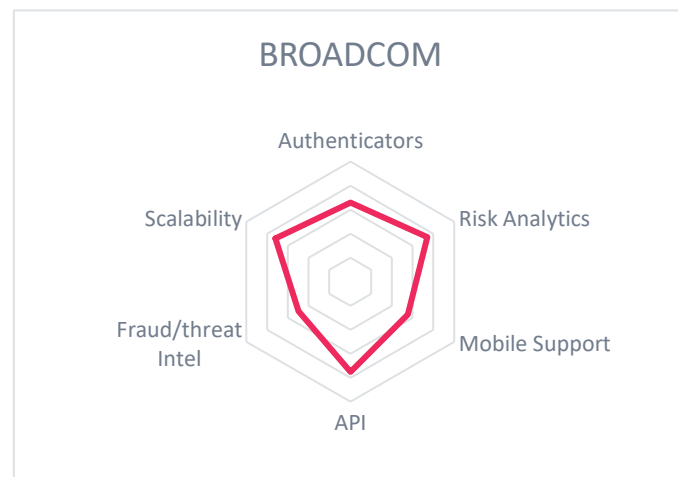 BROADCOM
Authenticators
Scalability
Risk Analytics
Fraud/threat
Intel
Mobile Support
API